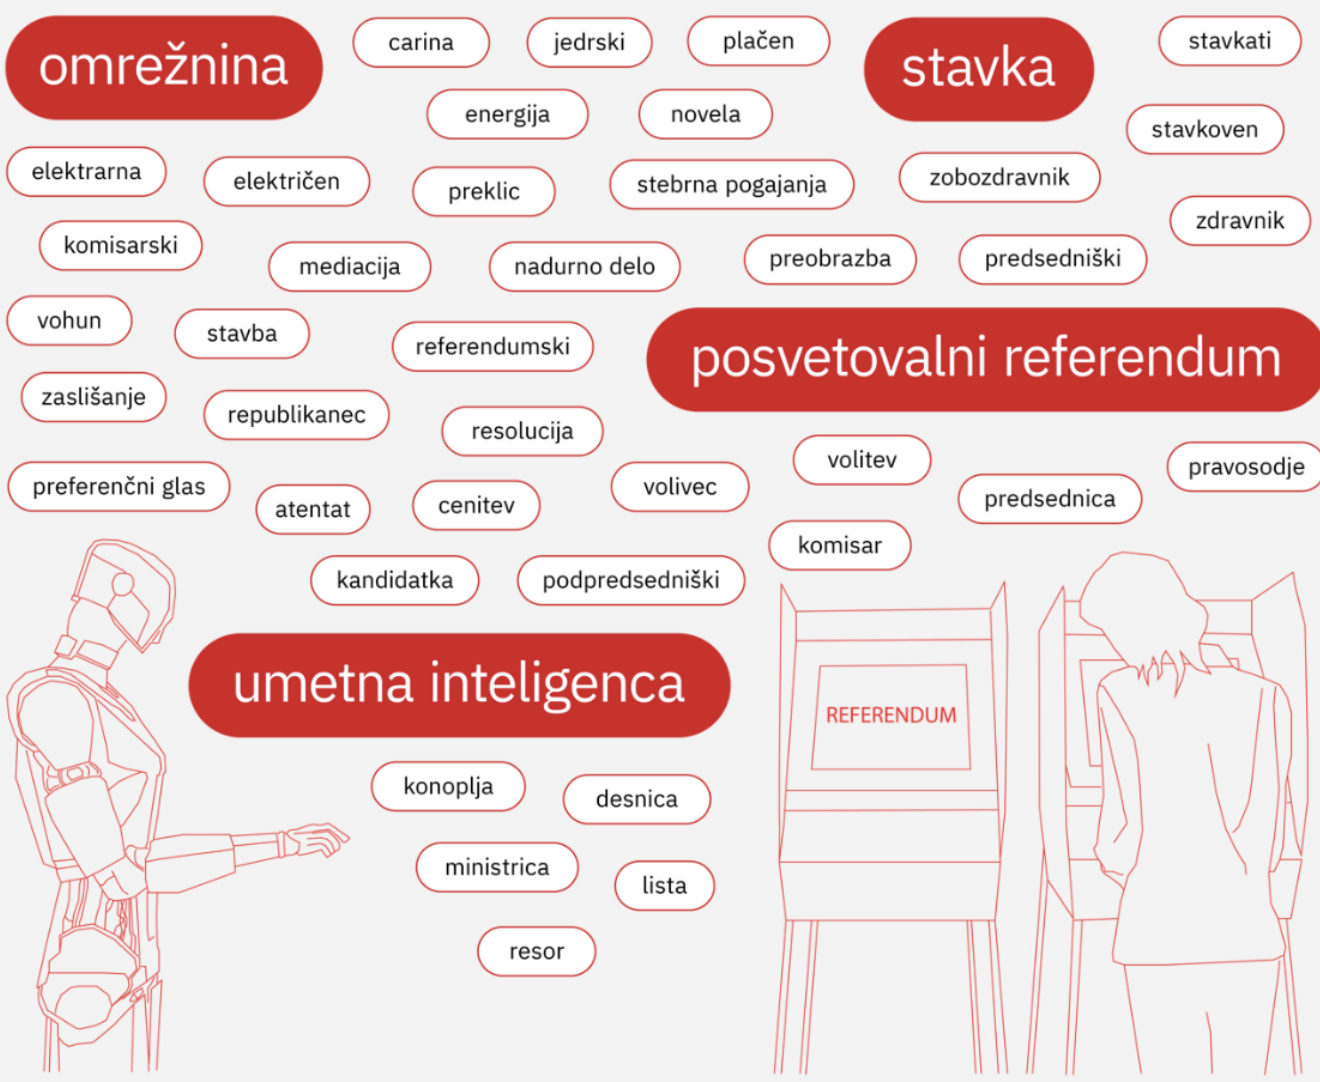 omrežnina
carina
jedrski
plačen
stavka
stavkati
energija
novela
stavkoven
elektrarna
električen
preklic
stebrna pogajanja
zobozdravnik
zdravnik
komisarski
mediacija
nadurno delo
preobrazba
predsedniški
vohun
stavba
referendumski
posvetovalni referendum
zaslišanje
republikanec
resolucija
volitev
pravosodje
preferenčni glas
atentat
cenitev
volivec
predsednica
komisar
kandidatka
podpredsedniški
umetna inteligenca
REFERENDUM
konoplja
desnica
ministrica
lista
resor